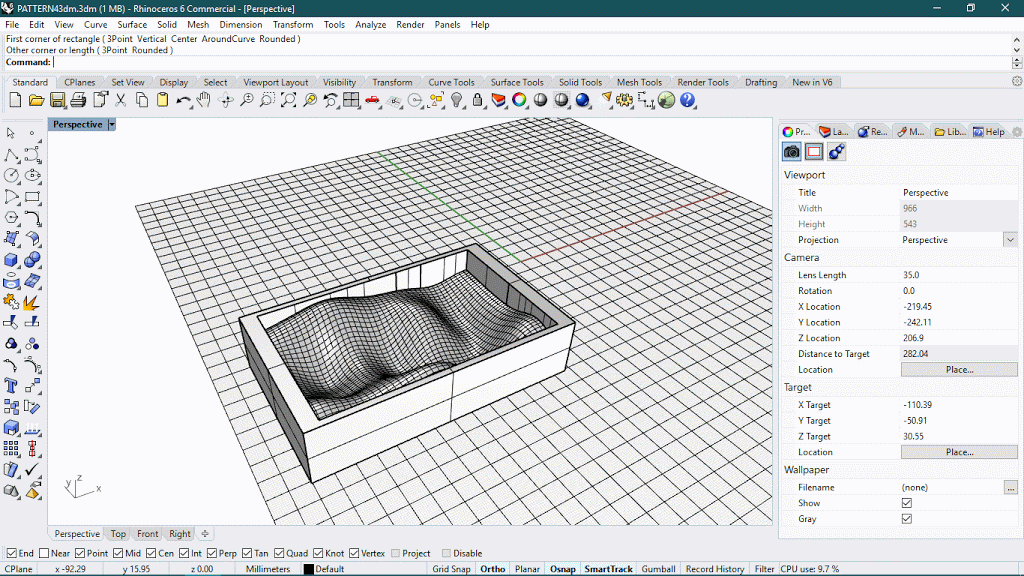 PATTERN43dm.3dm (1 MB) - Rhinoceros 6 Commercial - [Perspective]
File Edit View Curve Surface Solid Mesh Dimension Transform Tools Analyze Render Panels Help
First corner of rectangle ( 3Point Vertical Center AroundCurve Rounded )
Other corner or length ( 3Point Rounded )
Command:
Standard CPlanes Set View Display Select Viewport Layout Visibility Transform Curve Tools Surface Tools Solid Tools Mesh Tools Render Tools Drafting New in V6
Perspective
Pr... La... Re... M... Lib... Help
Viewport
Title Perspective
Width 966
Height 543
Projection Perspective
Camera
Lens Length 35.0
Rotation 0.0
X Location -219.45
Y Location -242.11
Z Location 206.9
Distance to Target 282.04
Location Place...
Target
X Target -110.39
Y Target -50.91
Z Target 30.55
Location Place...
Wallpaper
Filename (none) ...
Show
Gray
z
y
x
Perspective Top Front Right
End Near Point Mid Cen Int Perp Tan Quad Knot Vertex Project Disable
CPlane x -92.29 y 15.95 z 0.00 Millimeters Default Grid Snap Ortho Planar Osnap SmartTrack Gumball Record History Filter CPU use: 9.7 %